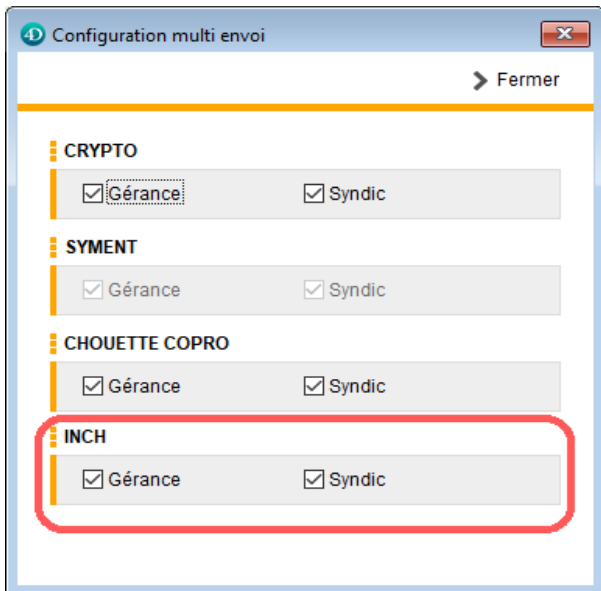 4D Configuration multi envoi
Fermer
CRYPTO
Gérance Syndic
SYMENT
Gérance Syndic
CHOUETTE COPRO
Gérance Syndic
INCH
Gérance Syndic